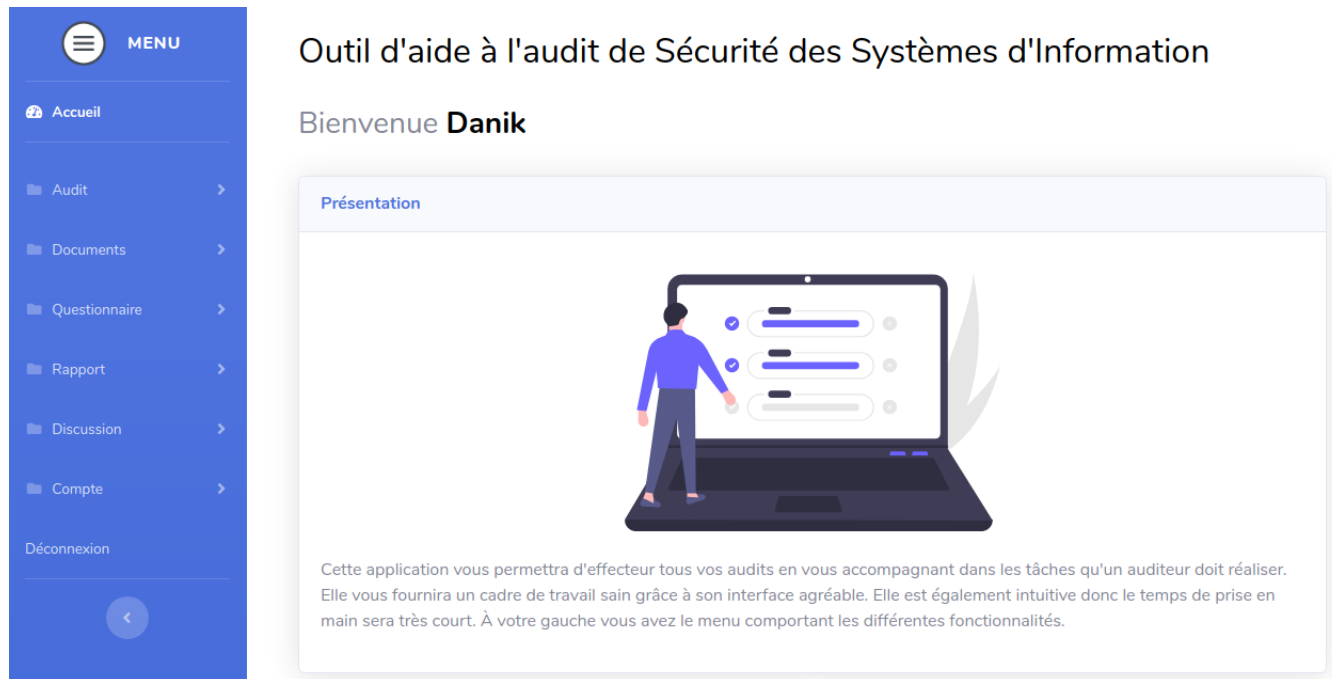 MENU
Accueil
Audit
Documents
Questionnaire
Rapport
Discussion
Compte
Déconnexion
Outil d'aide à l'audit de Sécurité des Systèmes d'Information
Bienvenue Danik
Présentation
Cette application vous permettra d'effecteur tous vos audits en vous accompagnant dans les tâches qu'un auditeur doit réaliser.
Elle vous fournira un cadre de travail sain grâce à son interface agréable. Elle est également intuitive donc le temps de prise en
main sera très court. À votre gauche vous avez le menu comportant les différentes fonctionnalités.